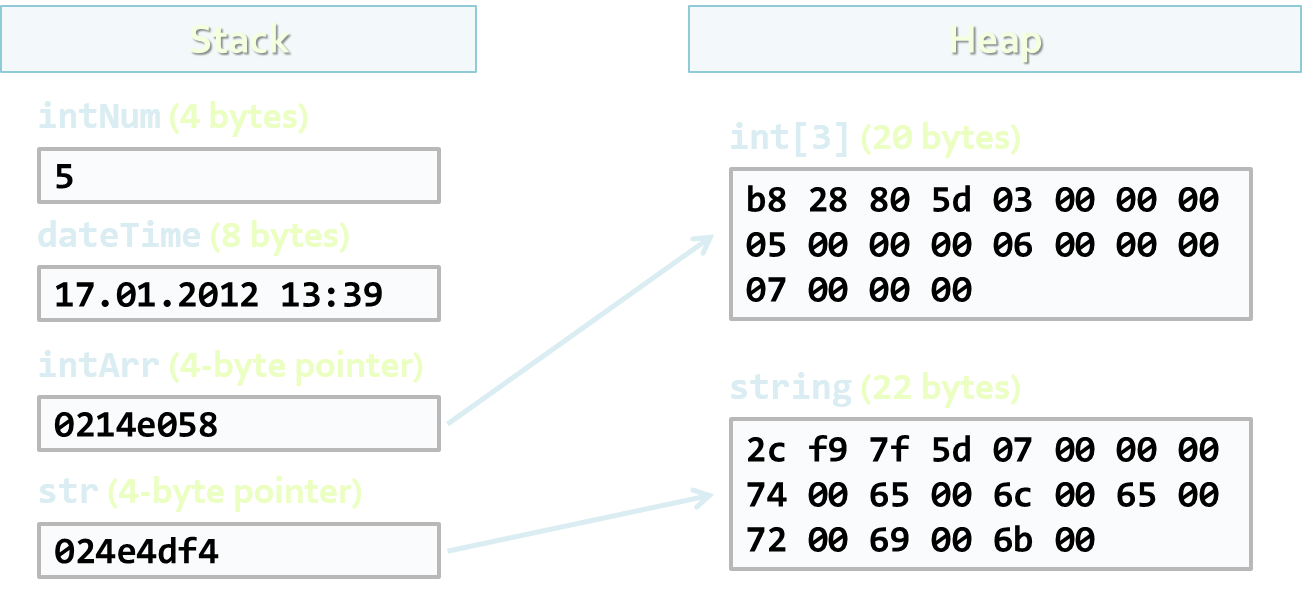 Stack
intNum (4 bytes)
5
dateTime (8 bytes)
17.01.2012 13:39
intArr (4-byte pointer)
0214e058
str (4-byte pointer)
024e4df4
Heap
int[3] (20 bytes)
b8 28 80 5d 03 00 00 00
05 00 00 00 06 00 00 00
07 00 00 00
string (22 bytes)
2c f9 7f 5d 07 00 00 00
74 00 65 00 6c 00 65 00
72 00 69 00 6b 00